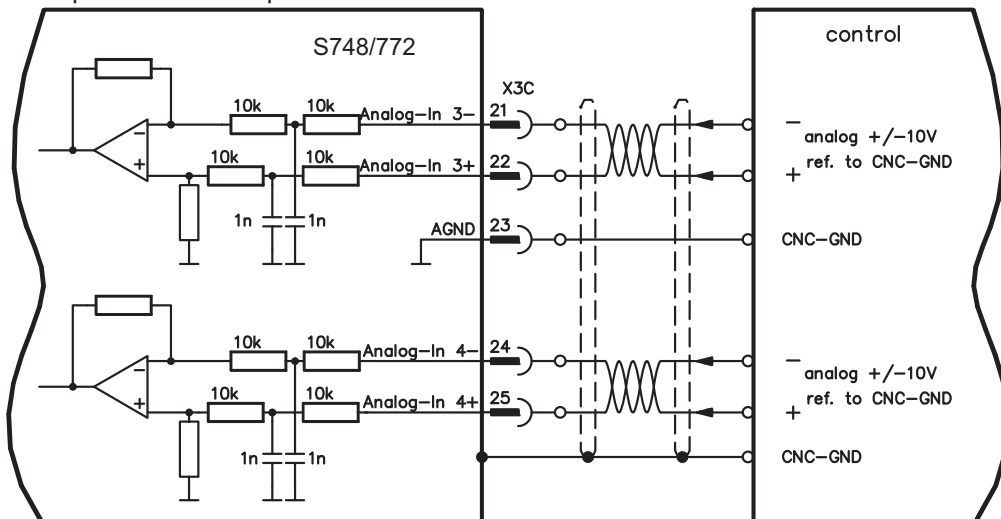 S748/772
control
X3C
10k
10k
Analog-In 3-
21
-
analog +/-10V
ref. to CNC-GND
-
+
10k
10k
Analog-In 3+
22
+
1n
1n
AGND
23
CNC-GND
10k
10k
Analog-In 4-
24
-
analog +/-10V
ref. to CNC-GND
-
+
10k
10k
Analog-In 4+
25
+
1n
1n
CNC-GND